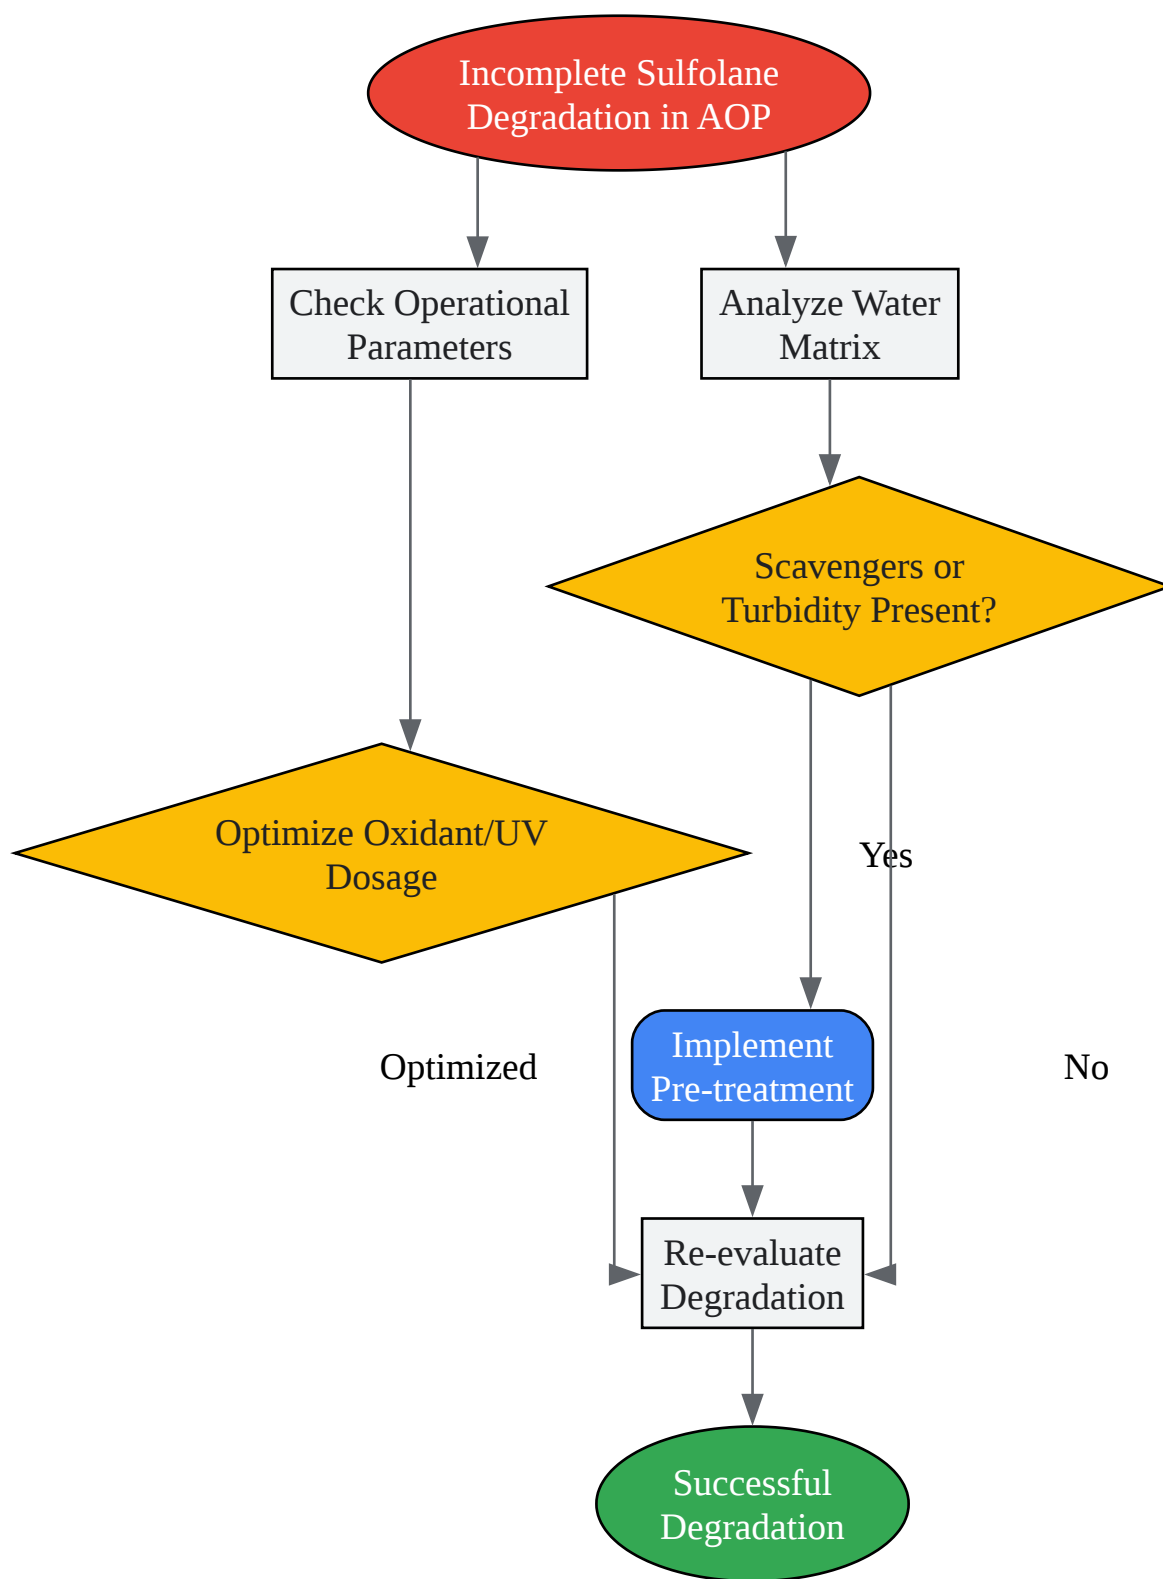 Incomplete Sulfolane
Degradation in AOP
Check Operational
Parameters
Analyze Water
Matrix
Scavengers or
Turbidity Present?
Optimize Oxidant/UV
Dosage
Yes
Optimized
Implement
Pre-treatment
No
Re-evaluate
Degradation
Successful
Degradation